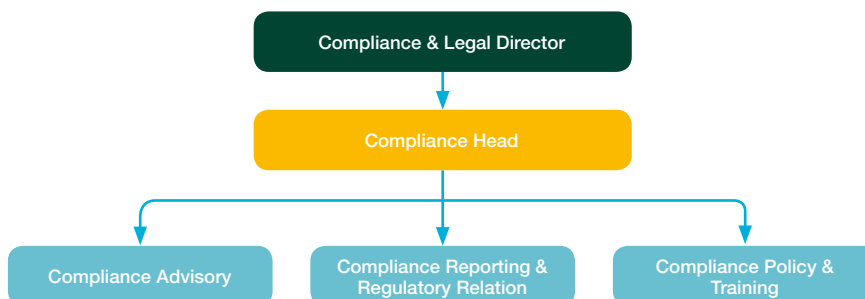 Compliance & Legal Director
Compliance Head
Compliance Advisory
Compliance Reporting &
Regulatory Relation
Compliance Policy &
Training